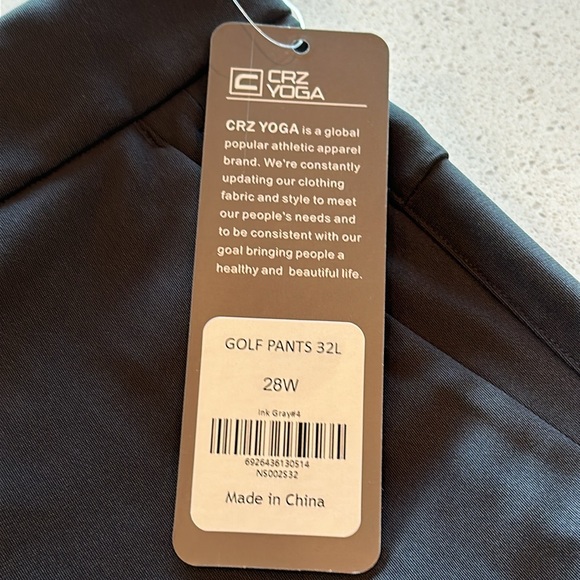 CRZ
YOGA
CRZ YOGA is a global
popular athletic apparel
brand. We're constantly
updating our clothing
fabric and style to meet
our people's needs and
to be consistent with our
goal bringing people a
healthy and beautiful life.
GOLF PANTS 32L
28W
Ink Gray#4
6926436130514
NS002S32
Made in China